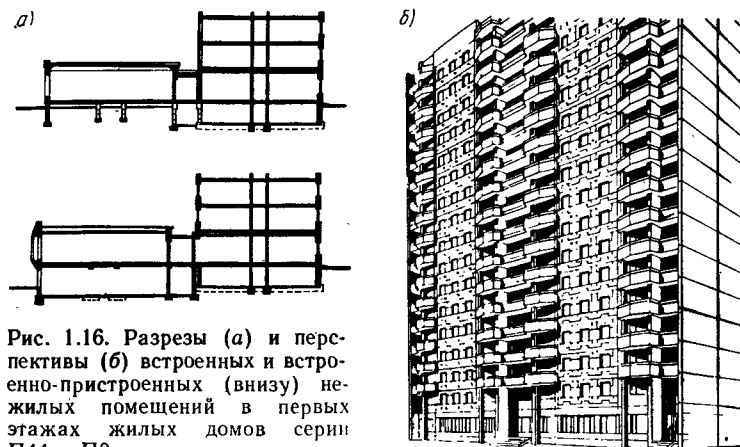 а)
б)
Рис. 1.16. Разрезы (а) и перс-
пективы (б) встроенных и встро-
енно-пристроенных (внизу) не-
жилых помещений в первых
этажах жилых домов серии